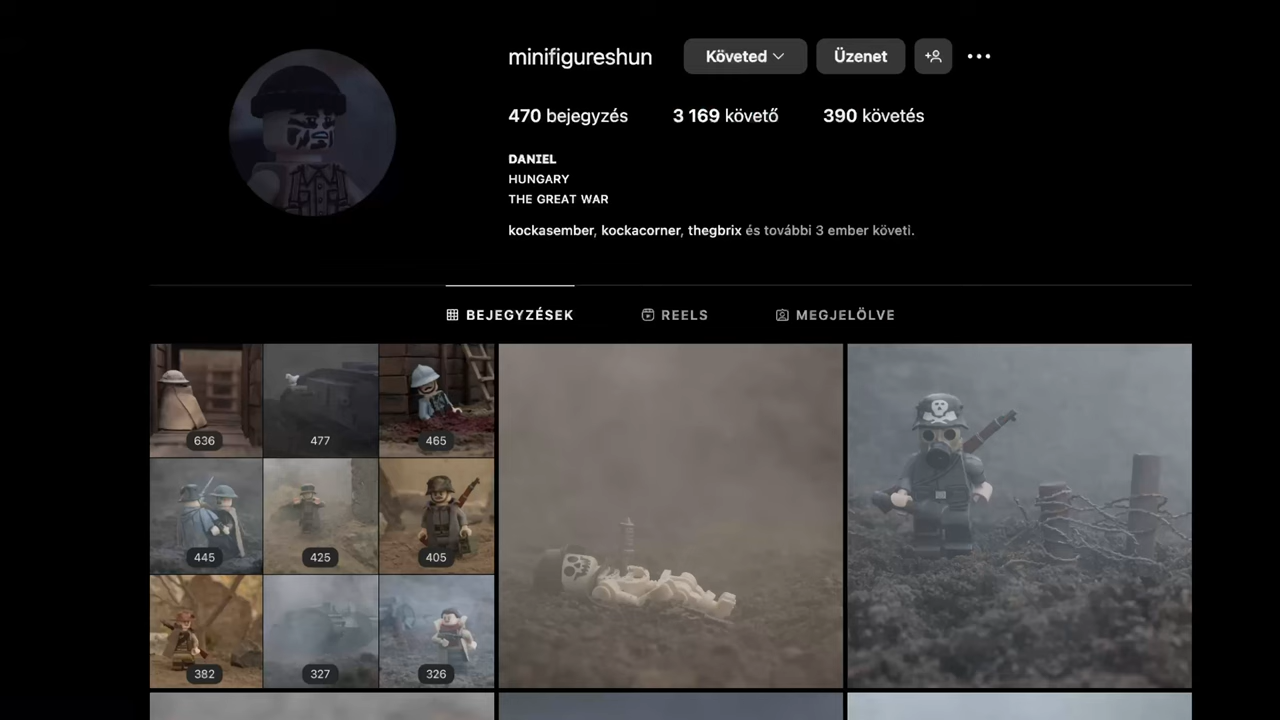 minifigureshun Követed Üzenet
470 bejegyzés 3 169 követő 390 követés
DANIEL
HUNGARY
THE GREAT WAR
kockasember, kockacorner, thegbrix és további 3 ember követi.
BEJEGYZÉSEK REELS MEGJELÖLVE
636 477 465
445 425 405
382 327 326